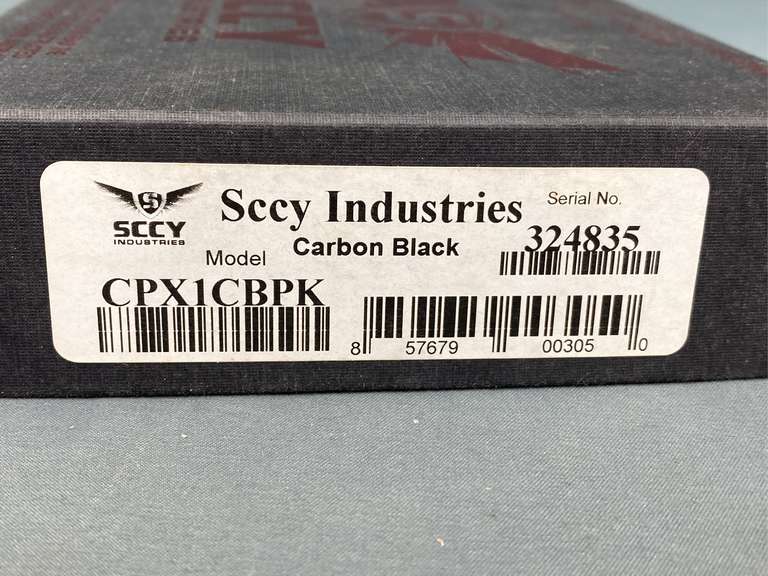 SCCY
INDUSTRIES
Sccy Industries
Serial No.
Model
Carbon Black
324835
CPX1CBPK
8 57679 00305 0